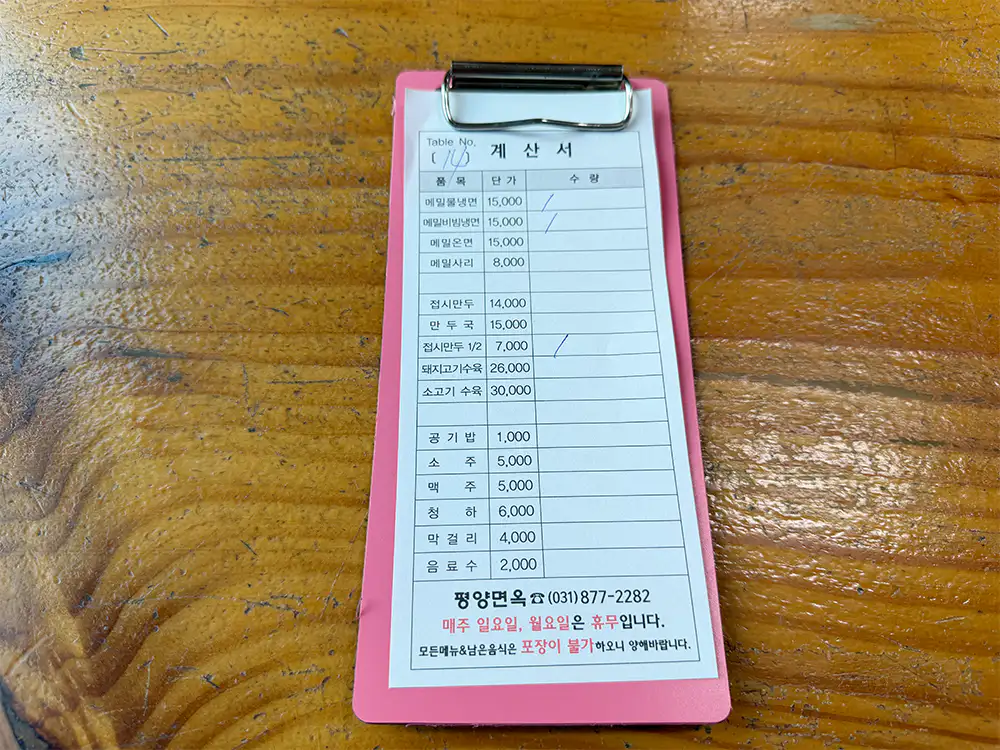 Table No.
(14) 계산서
품목 단가 수량
메밀물냉면 15,000 /
메밀비빔냉면 15,000 /
메밀온면 15,000
메밀사리 8,000
접시만두 14,000
만두국 15,000
접시만두 1/2 7,000 /
돼지고기수육 26,000
소고기 수육 30,000
공기밥 1,000
소주 5,000
맥주 5,000
청하 6,000
막걸리 4,000
음료수 2,000
평양면옥 ☎ (031) 877-2282
매주 일요일, 월요일은 휴무입니다.
모든메뉴&남은음식은 포장이 불가하오니 양해바랍니다.